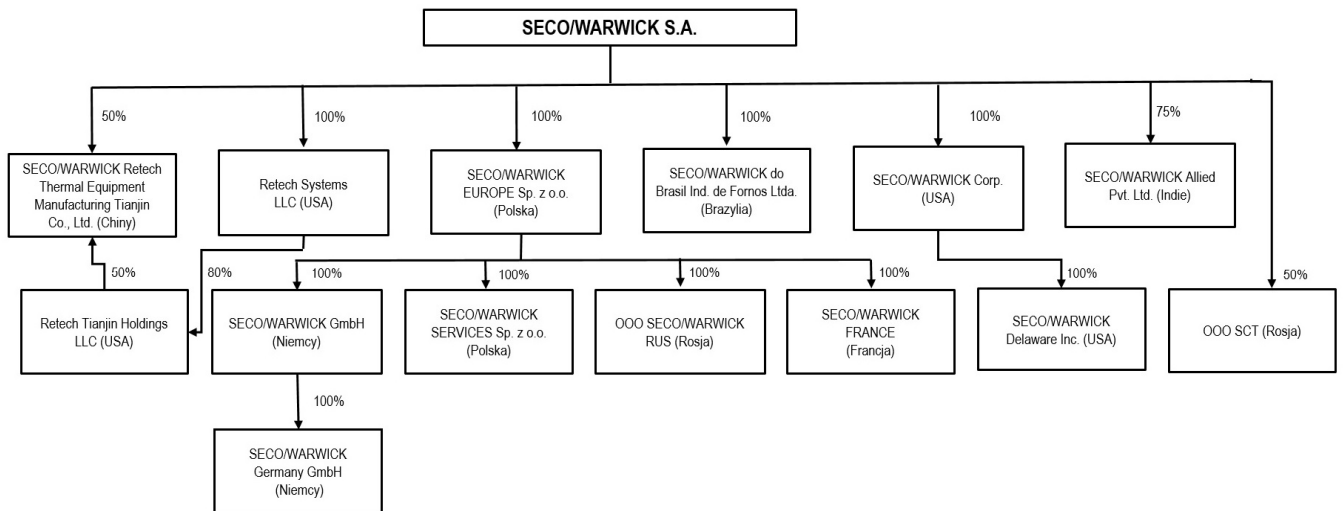 SECO/WARWICK S.A.
50%
100%
100%
100%
100%
75%
SECO/WARWICK Retech
Thermal Equipment
Manufacturing Tianjin
Co., Ltd. (Chiny)
Retech Systems
LLC (USA)
SECO/WARWICK
EUROPE Sp. z o.o.
(Polska)
SECO/WARWICK do
Brasil Ind. de Fornos Ltda.
(Brazylia)
SECO/WARWICK Corp.
(USA)
SECO/WARWICK Allied
Pvt. Ltd. (Indie)
50%
80%
100%
100%
100%
100%
100%
50%
Retech Tianjin Holdings
LLC (USA)
SECO/WARWICK GmbH
(Niemcy)
SECO/WARWICK
SERVICES Sp. z o.o.
(Polska)
OOO SECO/WARWICK
RUS (Rosja)
SECO/WARWICK
FRANCE
(Francja)
SECO/WARWICK
Delaware Inc. (USA)
OOO SCT (Rosja)
100%
SECO/WARWICK
Germany GmbH
(Niemcy)